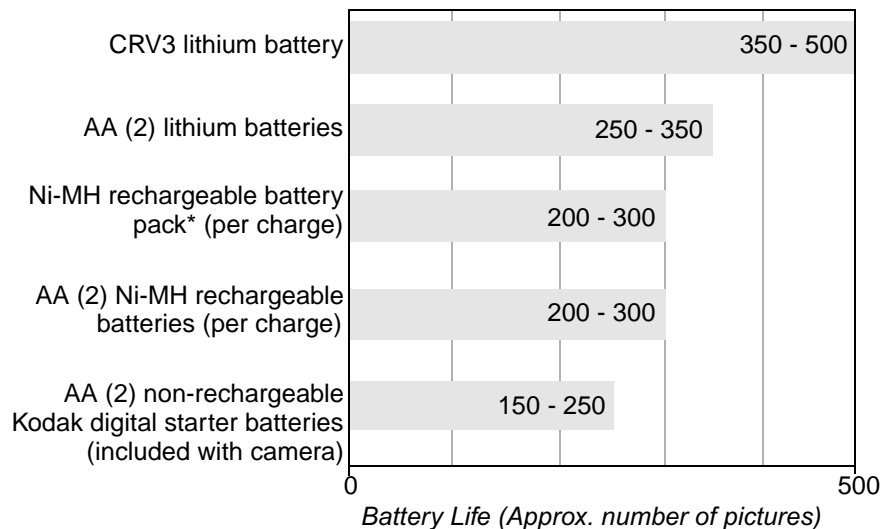 CRV3 lithium battery
350 - 500
AA (2) lithium batteries
250 - 350
Ni-MH rechargeable battery
pack* (per charge)
200 - 300
AA (2) Ni-MH rechargeable
batteries (per charge)
200 - 300
AA (2) non-rechargeable
Kodak digital starter batteries
(included with camera)
150 - 250
0 500
Battery Life (Approx. number of pictures)